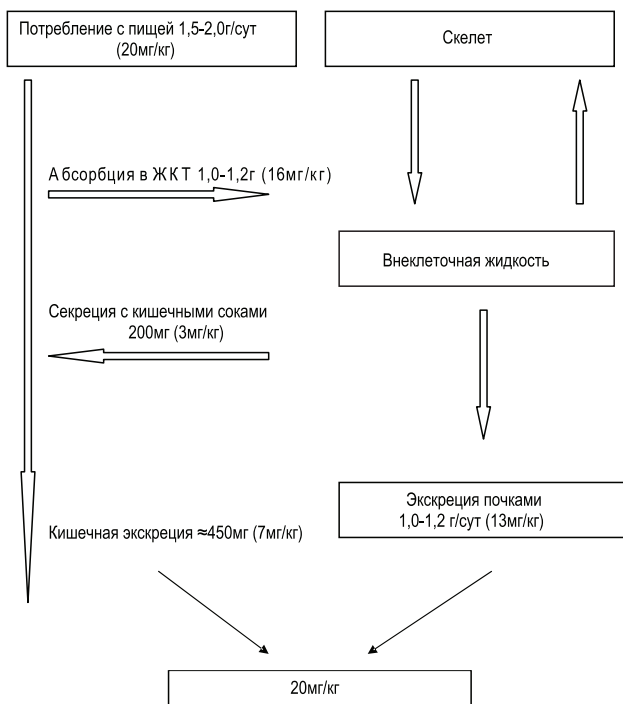 Потребление с пищей 1,5-2,0г/сут
(20мг/кг)
Скелет
Абсорбция в ЖКТ 1,0-1,2г (16мг/кг)
Внеклеточная жидкость
Секреция с кишечными соками
200мг (3мг/кг)
Экскреция почками
1,0-1,2 г/сут (13мг/кг)
Кишечная экскреция ≈450мг (7мг/кг)
20мг/кг